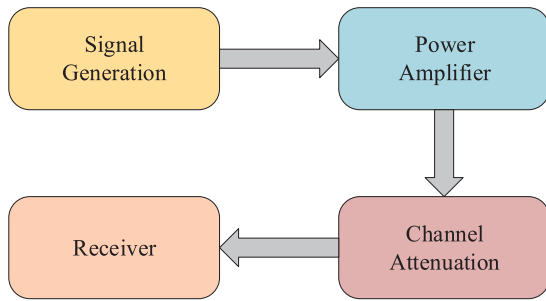 Signal
Generation
Power
Amplifier
Receiver
Channel
Attenuation